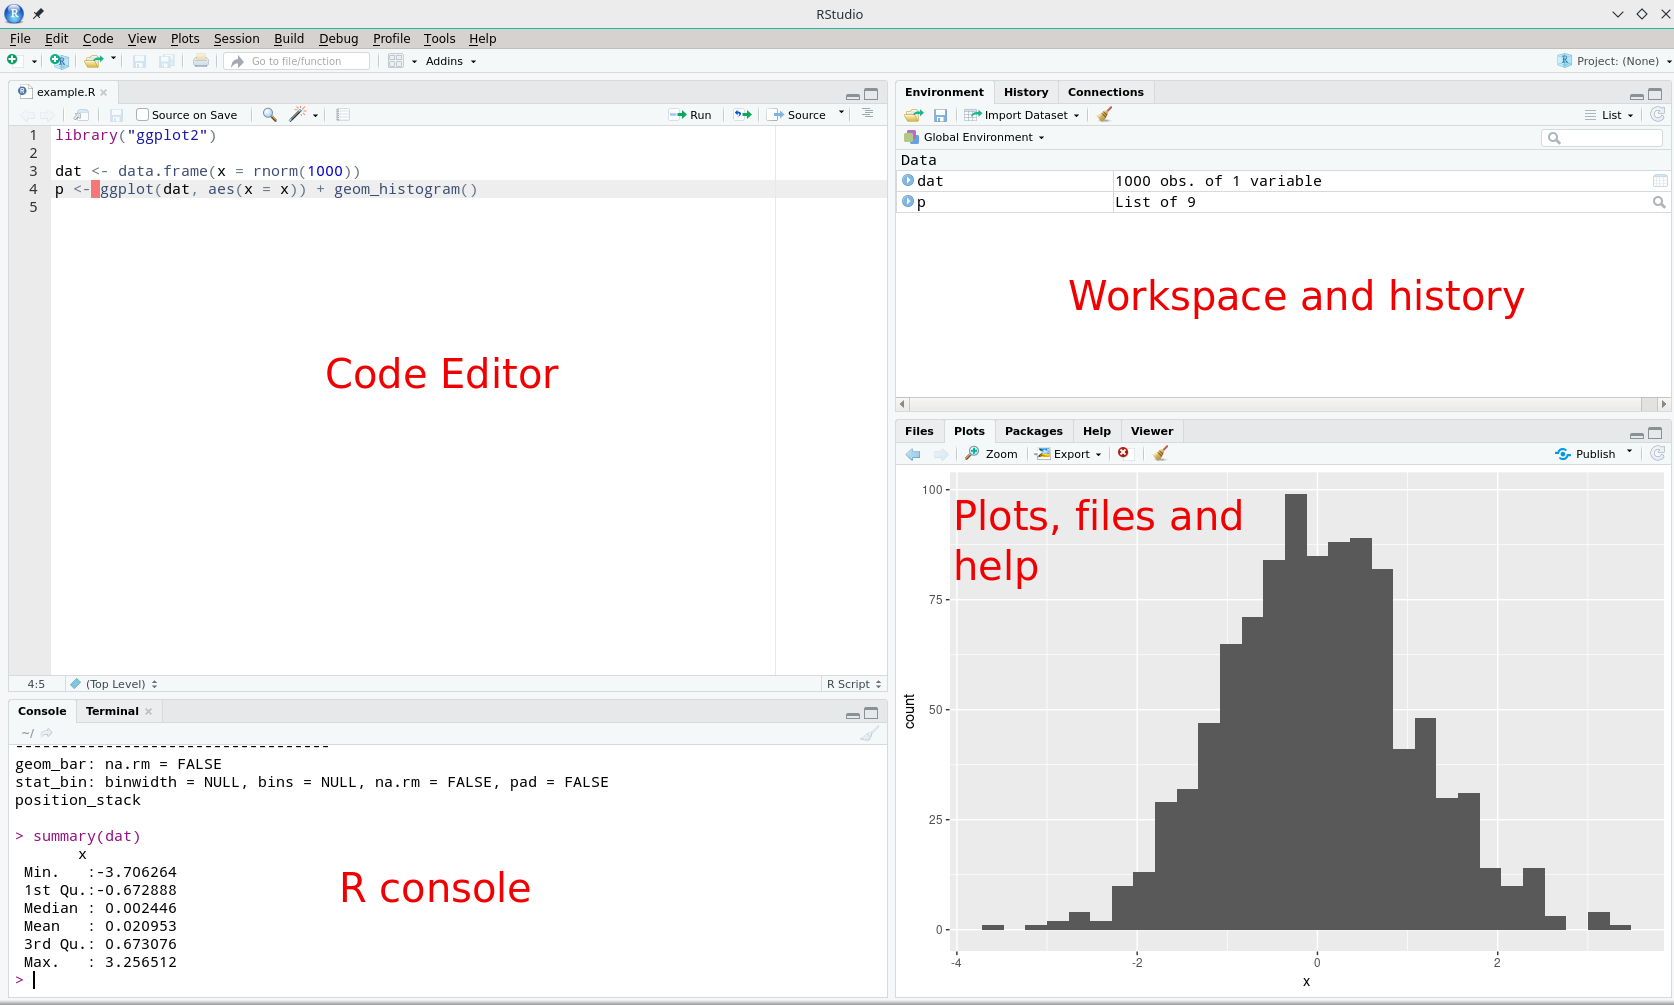 RStudio
File Edit Code View Plots Session Build Debug Profile Tools Help
Go to file/function Addins Project: (None)
example.R
Source on Save Run Source
1 library("ggplot2")
2
3 dat <- data.frame(x = rnorm(1000))
4 p <- ggplot(dat, aes(x = x)) + geom_histogram()
5
Code Editor
4:5 (Top Level) R Script
Console Terminal
~/
----------------------------------- 
geom_bar: na.rm = FALSE
stat_bin: binwidth = NULL, bins = NULL, na.rm = FALSE, pad = FALSE
position_stack
> summary(dat)
x
Min. :-3.706264
1st Qu.:-0.672888
Median : 0.002446
Mean : 0.020953
3rd Qu.: 0.673076
Max. : 3.256512
>
R console
Environment History Connections
Import Dataset List
Global Environment
Data
dat 1000 obs. of 1 variable
p List of 9
Workspace and history
Files Plots Packages Help Viewer
Zoom Export Publish
Plots, files and
help
100
75
50
25
0
count
-4 -2 0 2
x